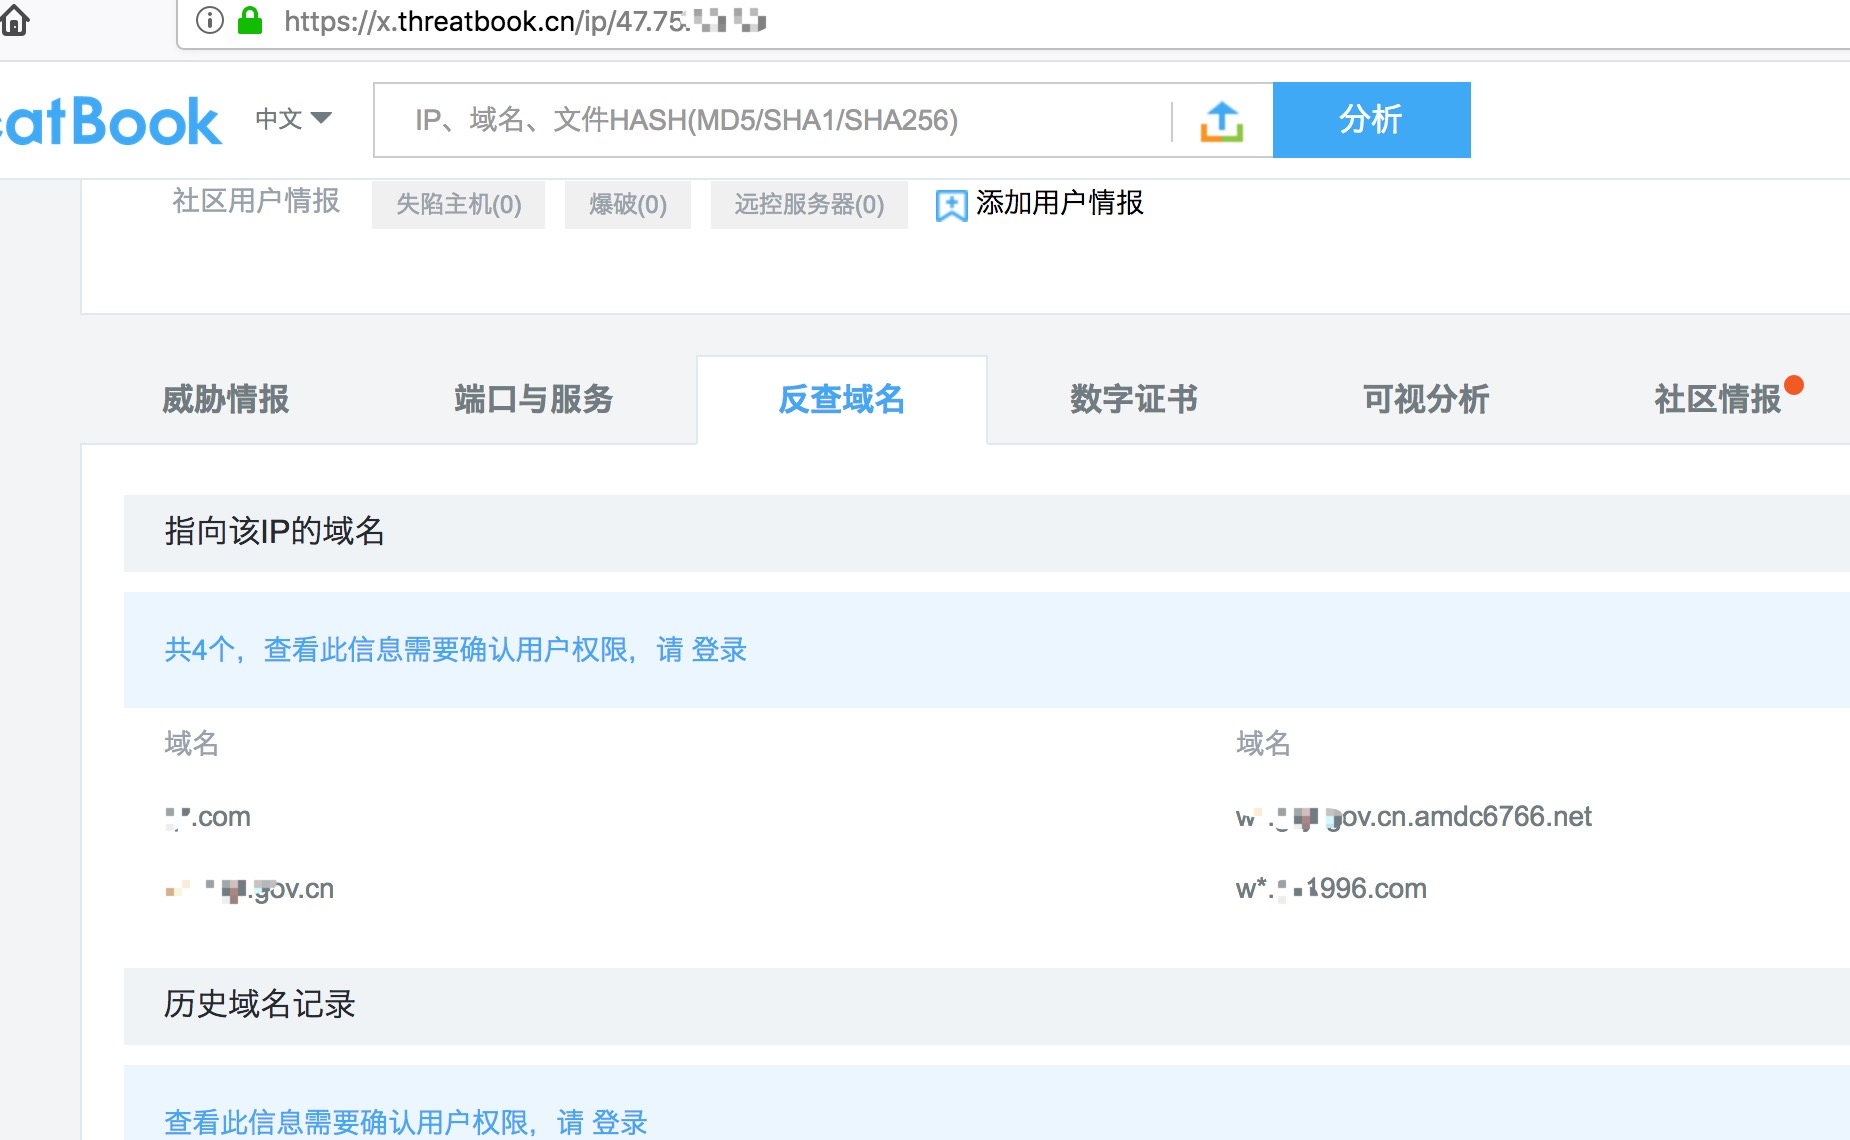 https://x.threatbook.cn/ip/47.75.
eatBook
中文
IP、域名、文件HASH(MD5/SHA1/SHA256)
分析
社区用户情报 失陷主机(0) 爆破(0) 远控服务器(0) 添加用户情报
威胁情报 端口与服务 反查域名 数字证书 可视分析 社区情报
指向该IP的域名
共4个，查看此信息需要确认用户权限，请 登录
域名 域名
.com w .gov.cn.amdc6766.net
.gov.cn w*. 1996.com
历史域名记录
查看此信息需要确认用户权限，请 登录